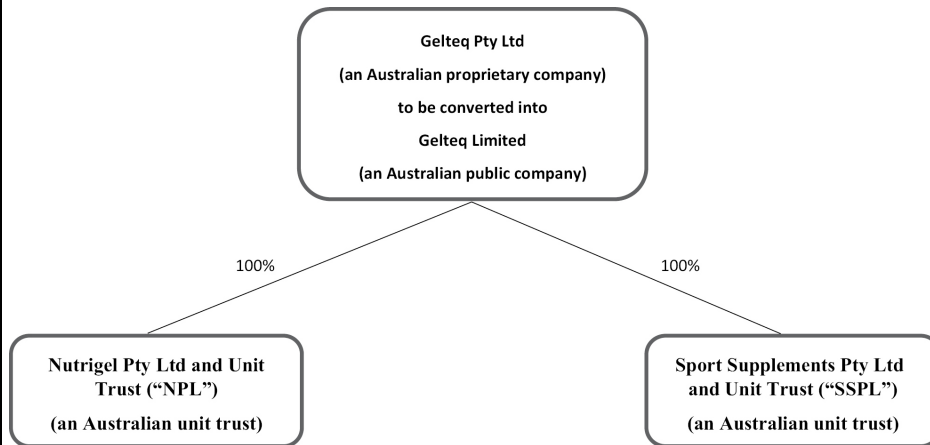 Gelteq Pty Ltd
(an Australian proprietary company)
to be converted into
Gelteq Limited
(an Australian public company)
100%
100%
Nutrigel Pty Ltd and Unit
Trust (“NPL”)
(an Australian unit trust)
Sport Supplements Pty Ltd
and Unit Trust (“SSPL”)
(an Australian unit trust)